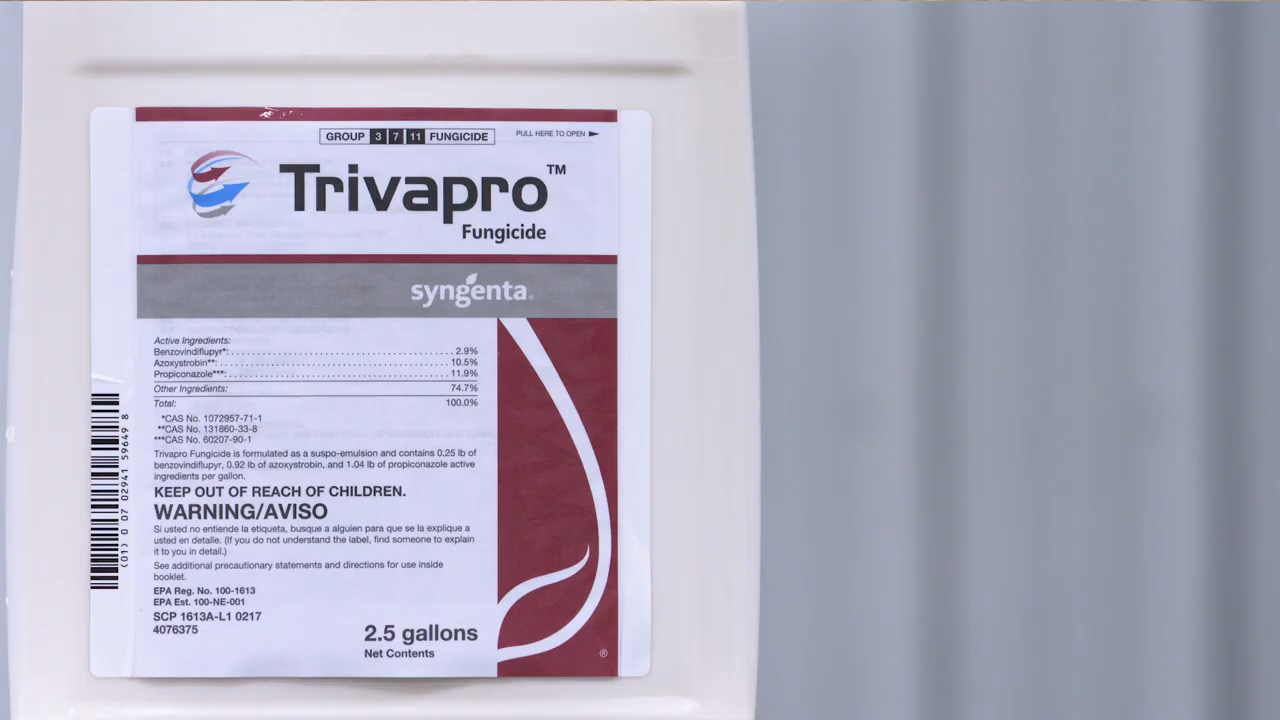 GROUP 3 7 11 FUNGICIDE
PULL HERE TO OPEN
Trivapro™
Fungicide
syngenta®
Active Ingredients:
Benzovindiflupyr*: 2.9%
Azoxystrobin**: 10.5%
Propiconazole***: 11.9%
Other Ingredients: 74.7%
Total: 100.0%
*CAS No. 1072957-71-1
**CAS No. 131860-33-8
***CAS No. 60207-90-1
Trivapro Fungicide is formulated as a suspo-emulsion and contains 0.25 lb of
benzovindiflupyr, 0.92 lb of azoxystrobin, and 1.04 lb of propiconazole active
ingredients per gallon.
KEEP OUT OF REACH OF CHILDREN.
WARNING/AVISO
Si usted no entiende la etiqueta, busque a alguien para que se la explique a
usted en detalle. (If you do not understand the label, find someone to explain
it to you in detail.)
See additional precautionary statements and directions for use inside
booklet.
EPA Reg. No. 100-1613
EPA Est. 100-NE-001
SCP 1613A-L1 0217
4076375
2.5 gallons
Net Contents
®
(01) 0 07 02941 59649 8